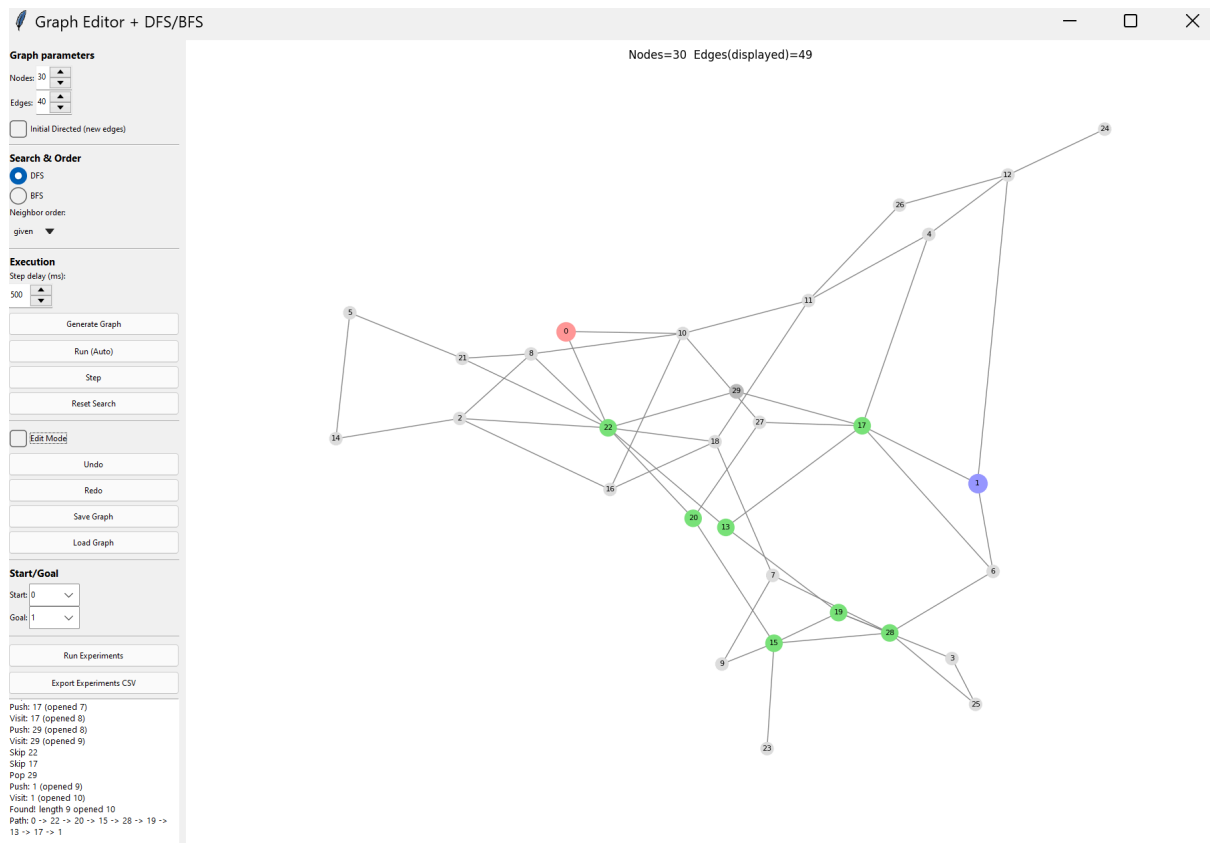 Graph Editor + DFS/BFS
Graph parameters
Nodes: 30
Edges: 40
Initial Directed (new edges)
Search & Order
DFS
BFS
Neighbor order:
given
Execution
Step delay (ms):
500
Generate Graph
Run (Auto)
Step
Reset Search
Edit Mode
Undo
Redo
Save Graph
Load Graph
Start/Goal
Start: 0
Goal: 1
Run Experiments
Export Experiments CSV
Push: 17 (opened 7)
Visit: 17 (opened 8)
Push: 29 (opened 8)
Visit: 29 (opened 9)
Skip 22
Skip 17
Pop 29
Push: 1 (opened 9)
Visit: 1 (opened 10)
Found! length 9 opened 10
Path: 0 -> 22 -> 20 -> 15 -> 28 -> 19 ->
13 -> 17 -> 1
Nodes=30 Edges(displayed)=49
24
12
26
4
11
5
0
10
8
21
29
2
27
17
22
14
18
1
16
20
13
6
7
19
28
15
3
9
25
23